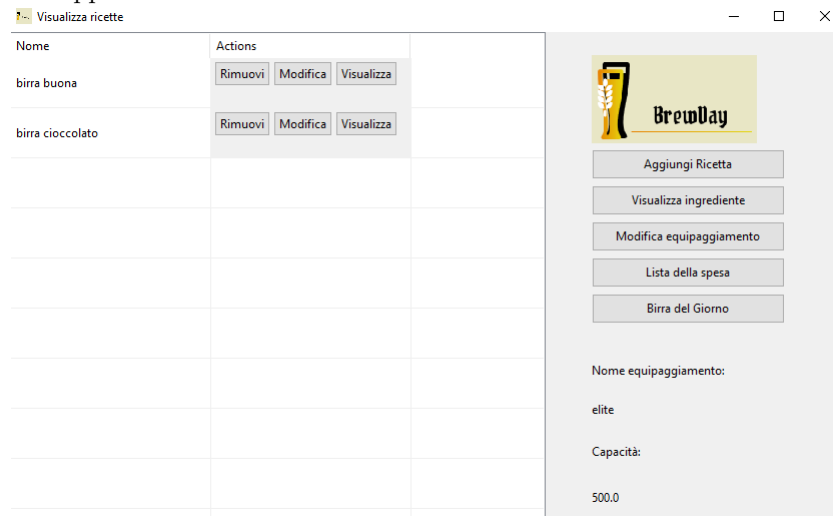 Visualizza ricette
Nome Actions
birra buona Rimuovi Modifica Visualizza
birra cioccolato Rimuovi Modifica Visualizza
BrewDay
Aggiungi Ricetta
Visualizza ingrediente
Modifica equipaggiamento
Lista della spesa
Birra del Giorno
Nome equipaggiamento:
elite
Capacità:
500.0